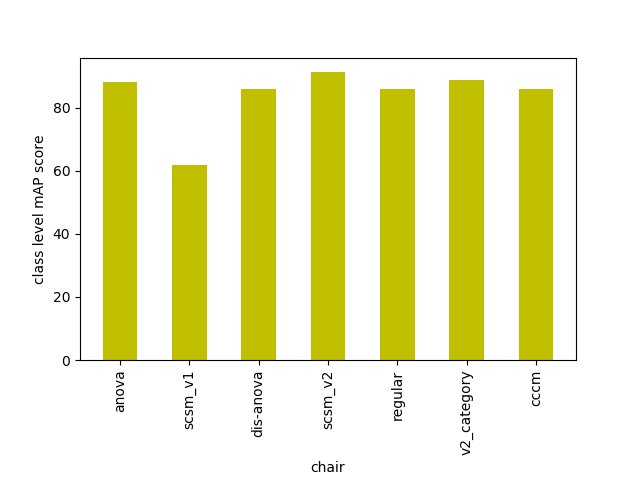 class level mAP score
80
60
40
20
0
anova
scsm_v1
dis-anova
scsm_v2
regular
v2_category
cccm
chair